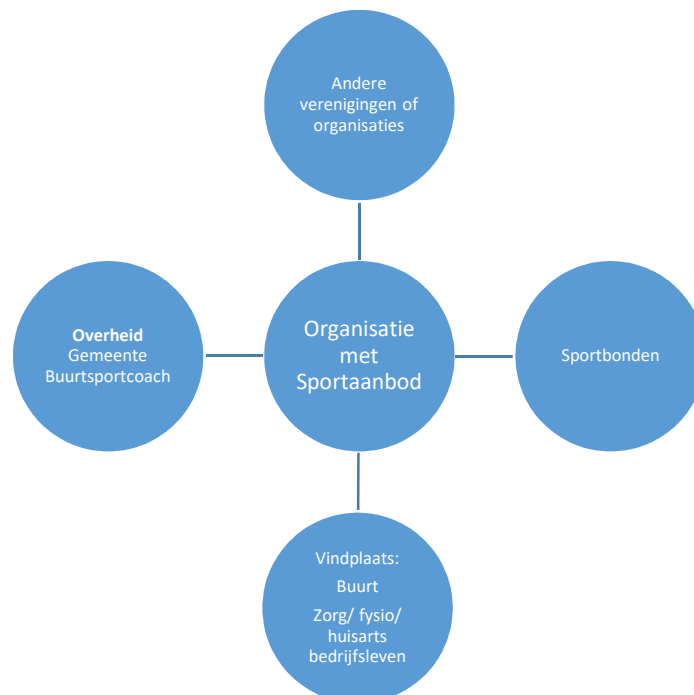 Andere
verenigingen of
organisaties
Overheid
Gemeente
Buurtsportcoach
Organisatie
met
Sportaanbod
Sportbonden
Vindplaats:
Buurt
Zorg/ fysio/
huisarts
bedrijfsleven